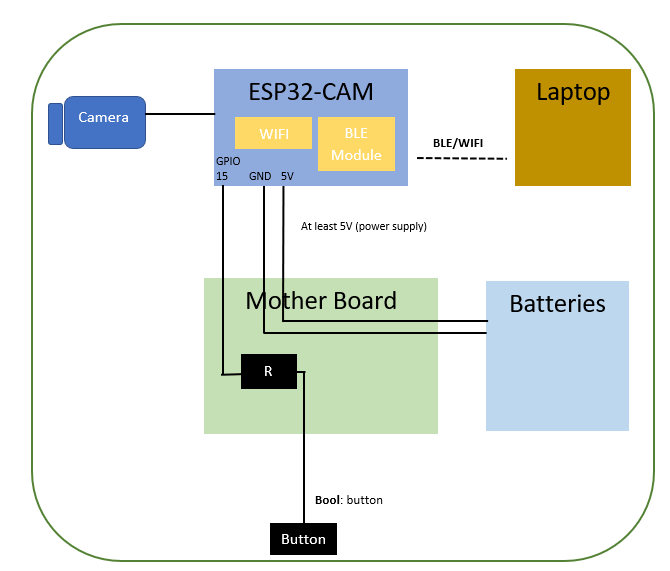 ESP32-CAM
Laptop
Camera
WIFI
BLE
Module
BLE/WIFI
GPIO
15
GND
5V
At least 5V (power supply)
Mother Board
Batteries
R
Bool: button
Button